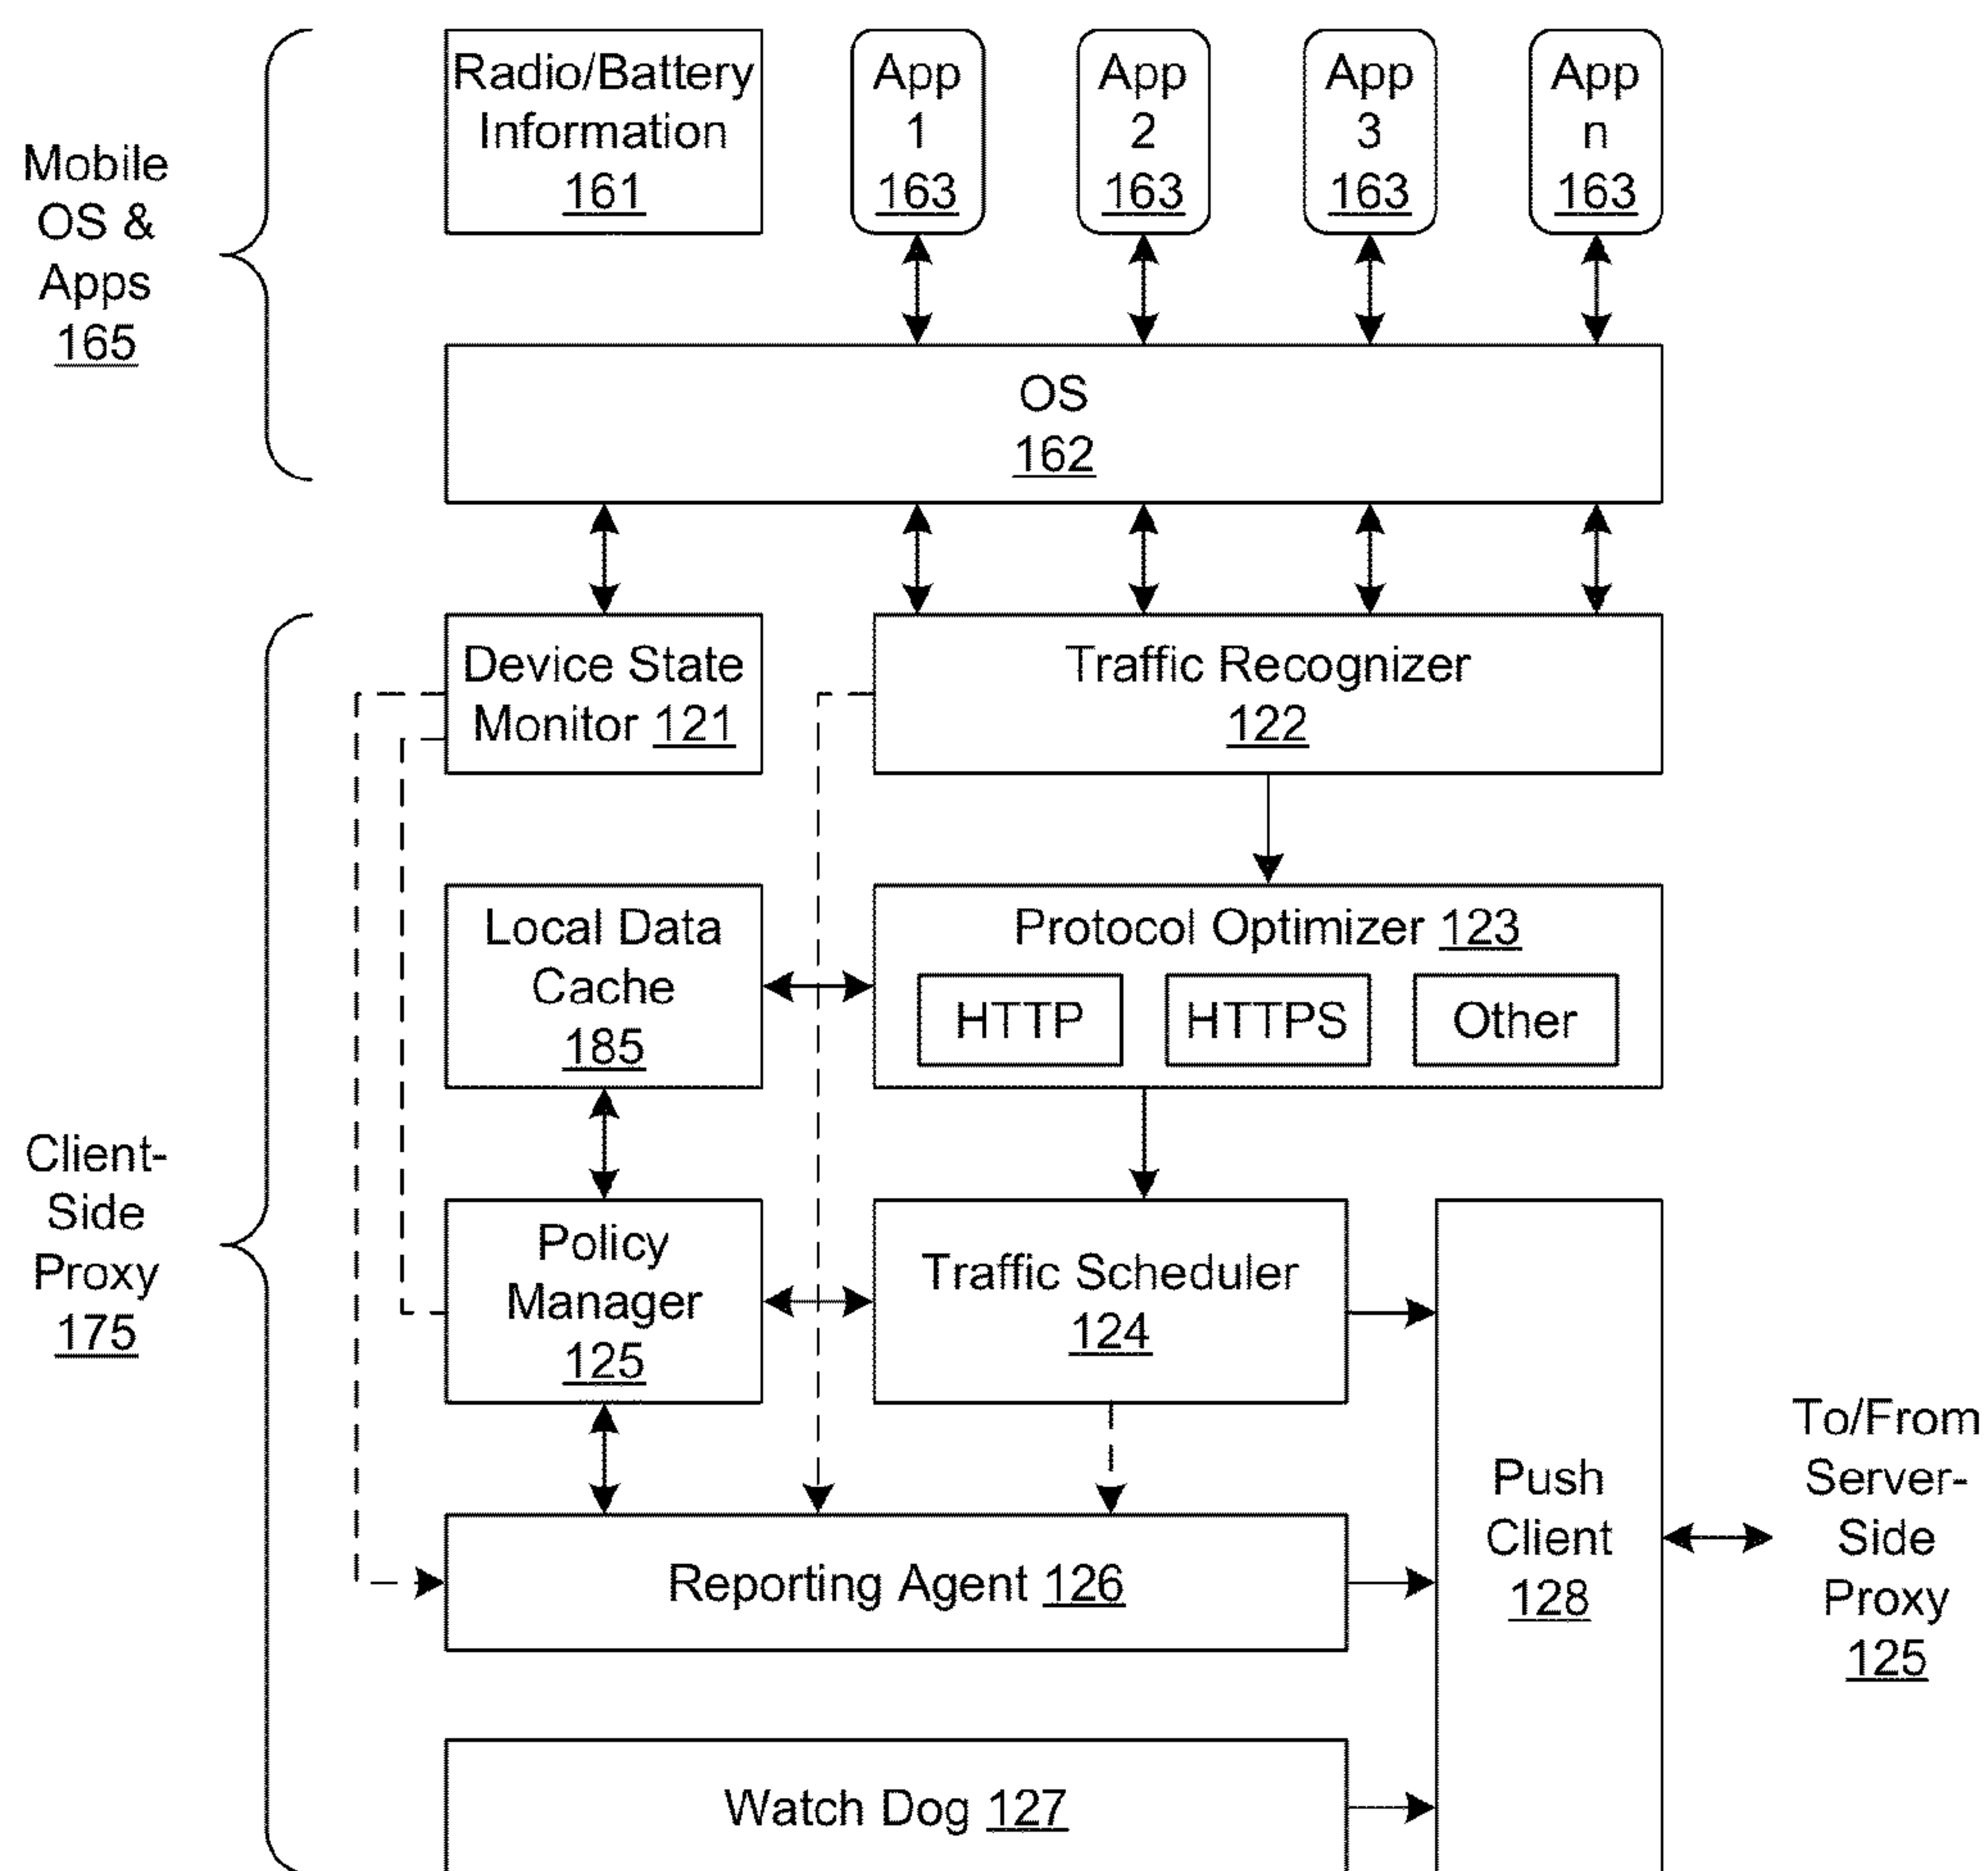 Radio/Battery
Information
161
App
1
163
App
2
163
App
3
163
App
n
163
Mobile
OS &
Apps
165
OS
162
Device State
Monitor 121
Traffic Recognizer
122
Local Data
Cache
185
Protocol Optimizer 123
HTTP
HTTPS
Other
Client-
Side
Proxy
175
Policy
Manager
125
Traffic Scheduler
124
Push
Client
128
To/From
Server-
Side
Proxy
125
Reporting Agent 126
Watch Dog 127